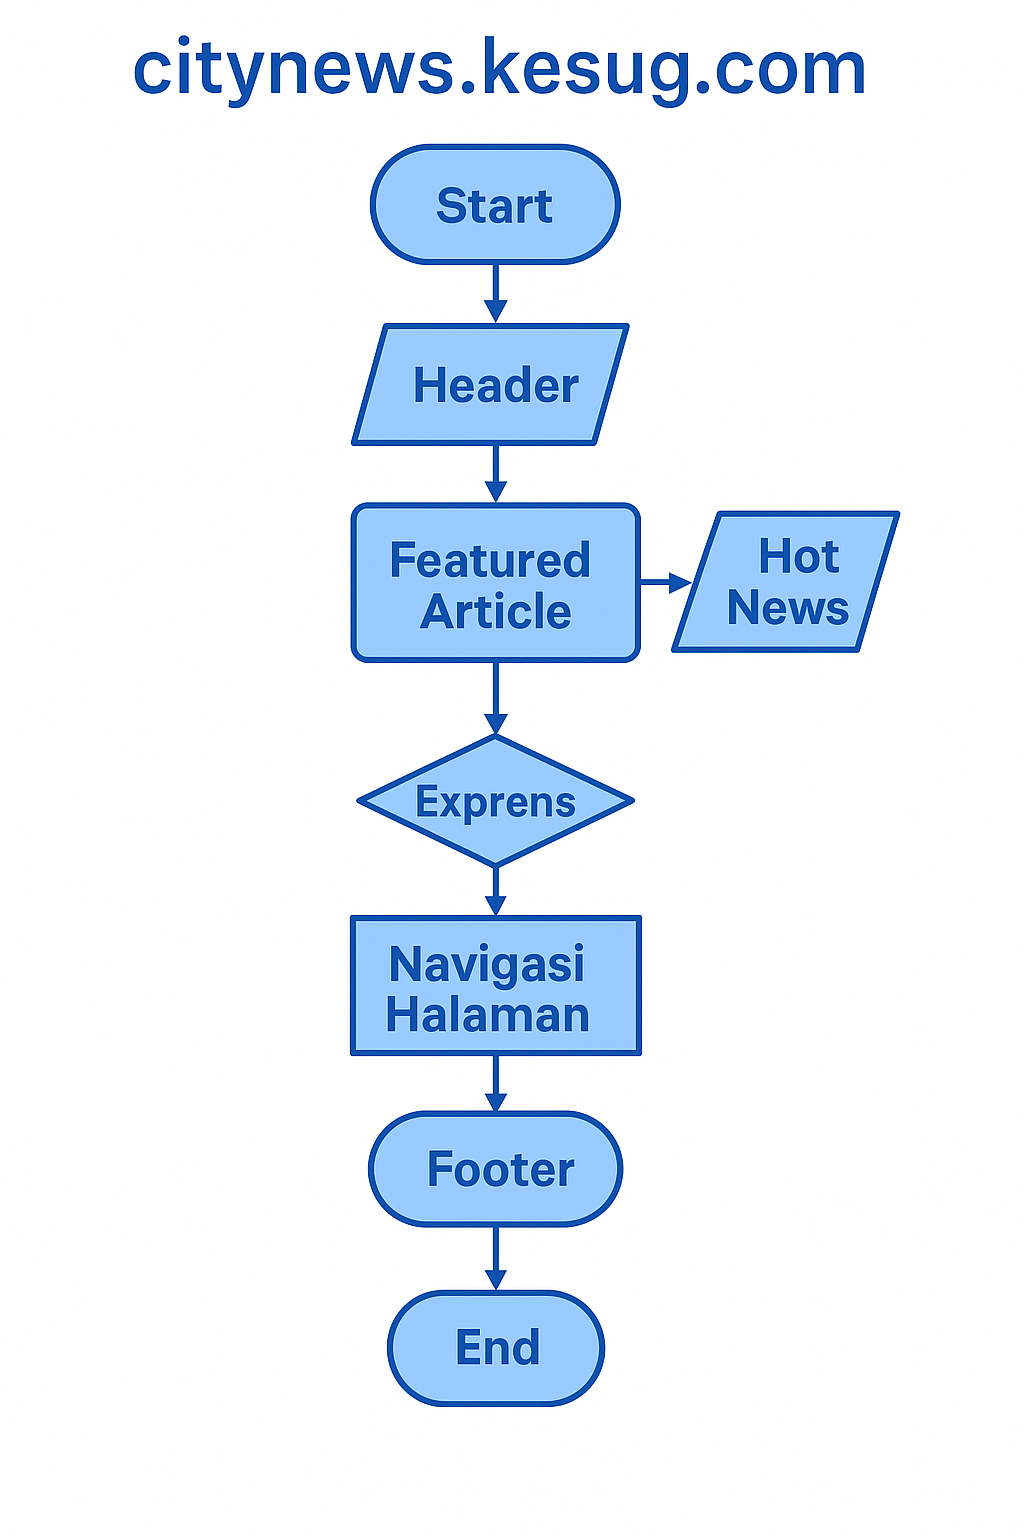 citynews.kesug.com
Start
Header
Featured
Article
Hot
News
Exprens
Navigasi
Halaman
Footer
End